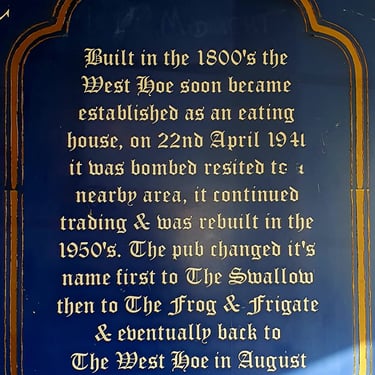 Built in the 1800's the
West Hoe soon became
established as an eating
house, on 22nd April 1941
it was bombed resited to a
nearby area, it continued
trading & was rebuilt in the
1950's. The pub changed it's
name first to The Swallow
then to The Frog & Frigate
& eventually back to
The West Hoe in August